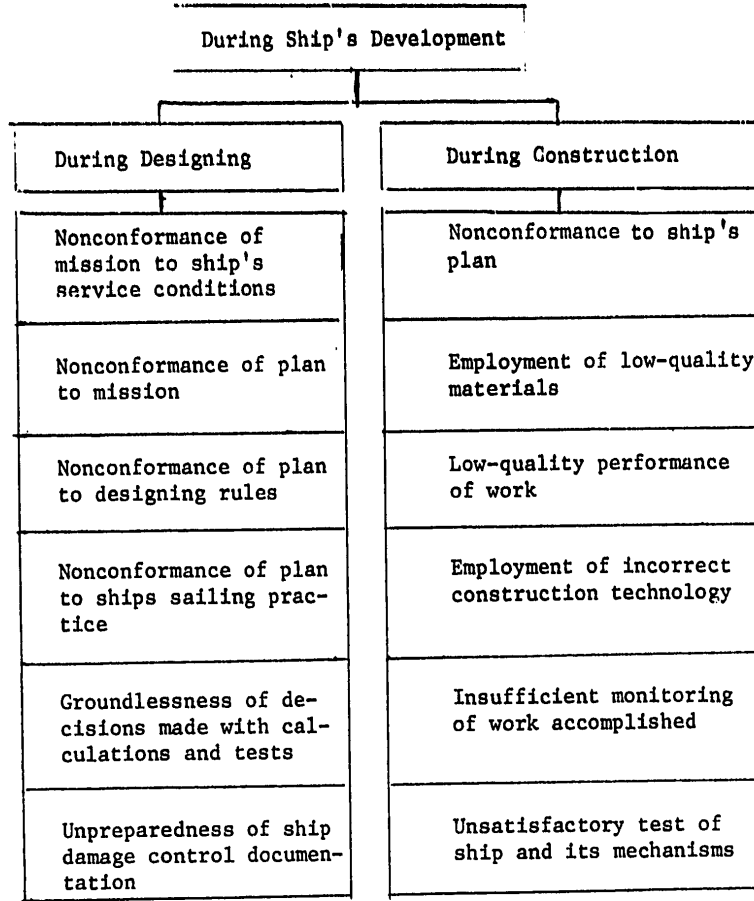 During Ship's Development
During Designing
Nonconformance of
mission to ship's
service conditions
Nonconformance of plan
to mission
Nonconformance of plan
to designing rules
Nonconformance of plan
to ships sailing prac-
tice
Groundlessness of de-
cisions made with cal-
culations and tests
Unpreparedness of ship
damage control documen-
tation
During Construction
Nonconformance to ship's
plan
Employment of low-quality
materials
Low-quality performance
of work
Employment of incorrect
construction technology
Insufficient monitoring
of work accomplished
Unsatisfactory test of
ship and its mechanisms